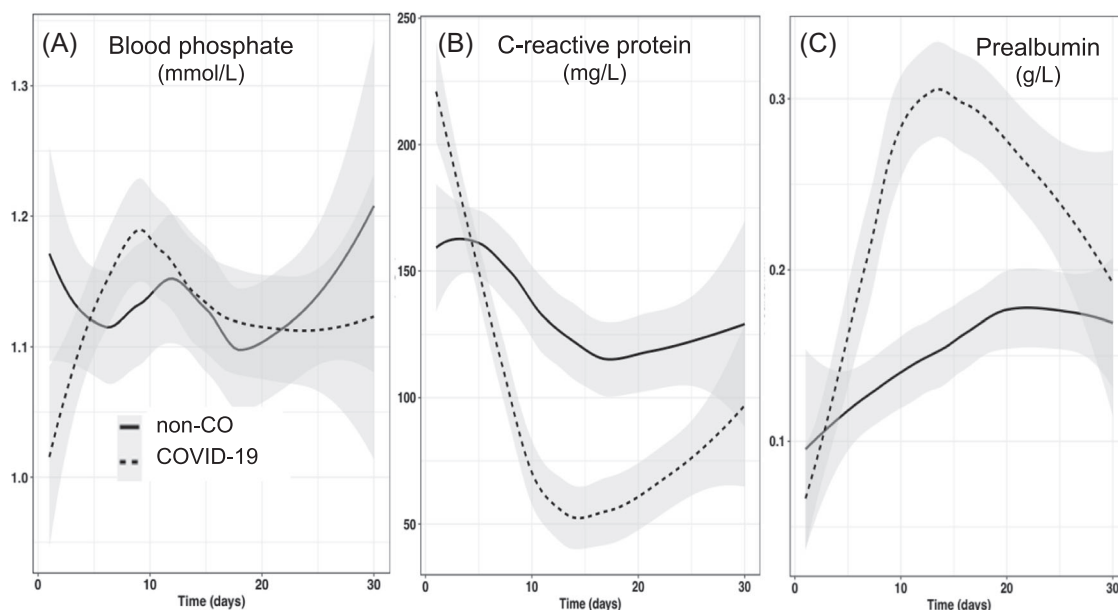 (A) Blood phosphate
(mmol/L)
1.3
1.2
1.1
1.0
non-CO
COVID-19
0 10 20 30
Time (days)
(B) C-reactive protein
(mg/L)
250
200
150
100
50
0 10 20 30
Time (days)
(C) Prealbumin
(g/L)
0.3
0.2
0.1
0 10 20 30
Time (days)